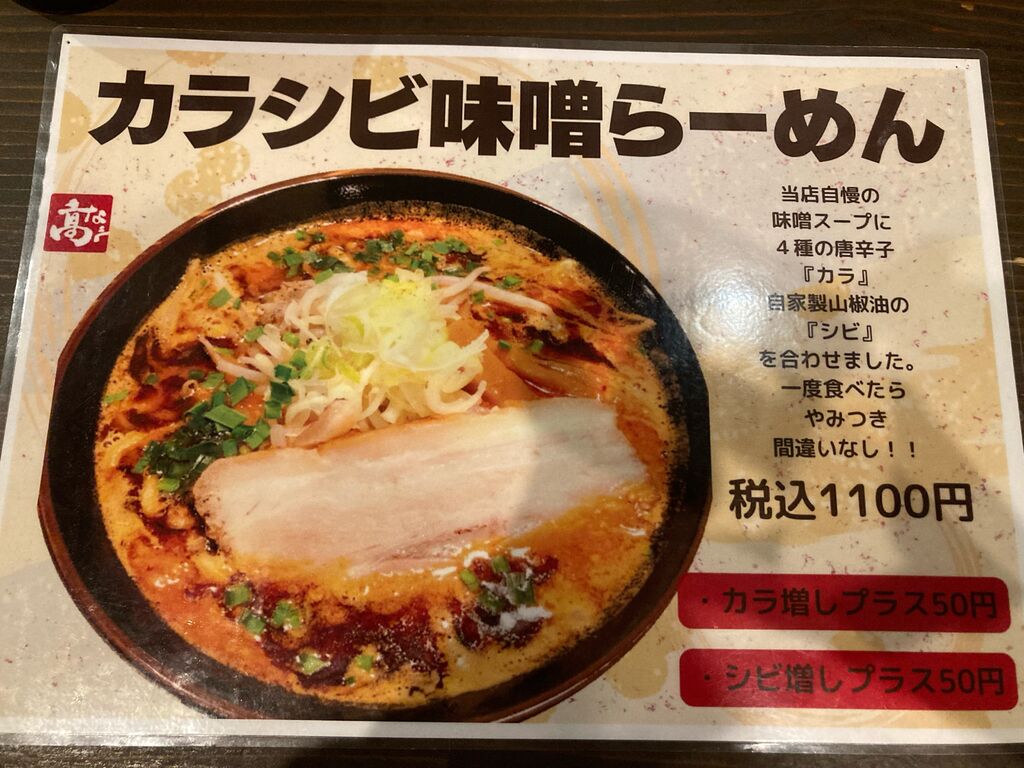 カラシビ味噌らーめん
髙
当店自慢の
味噌スープに
４種の唐辛子
『カラ』
自家製山椒油の
『シビ』
を合わせました。
一度食べたら
やみつき
間違いなし！！
税込1100円
・カラ増しプラス50円
・シビ増しプラス50円